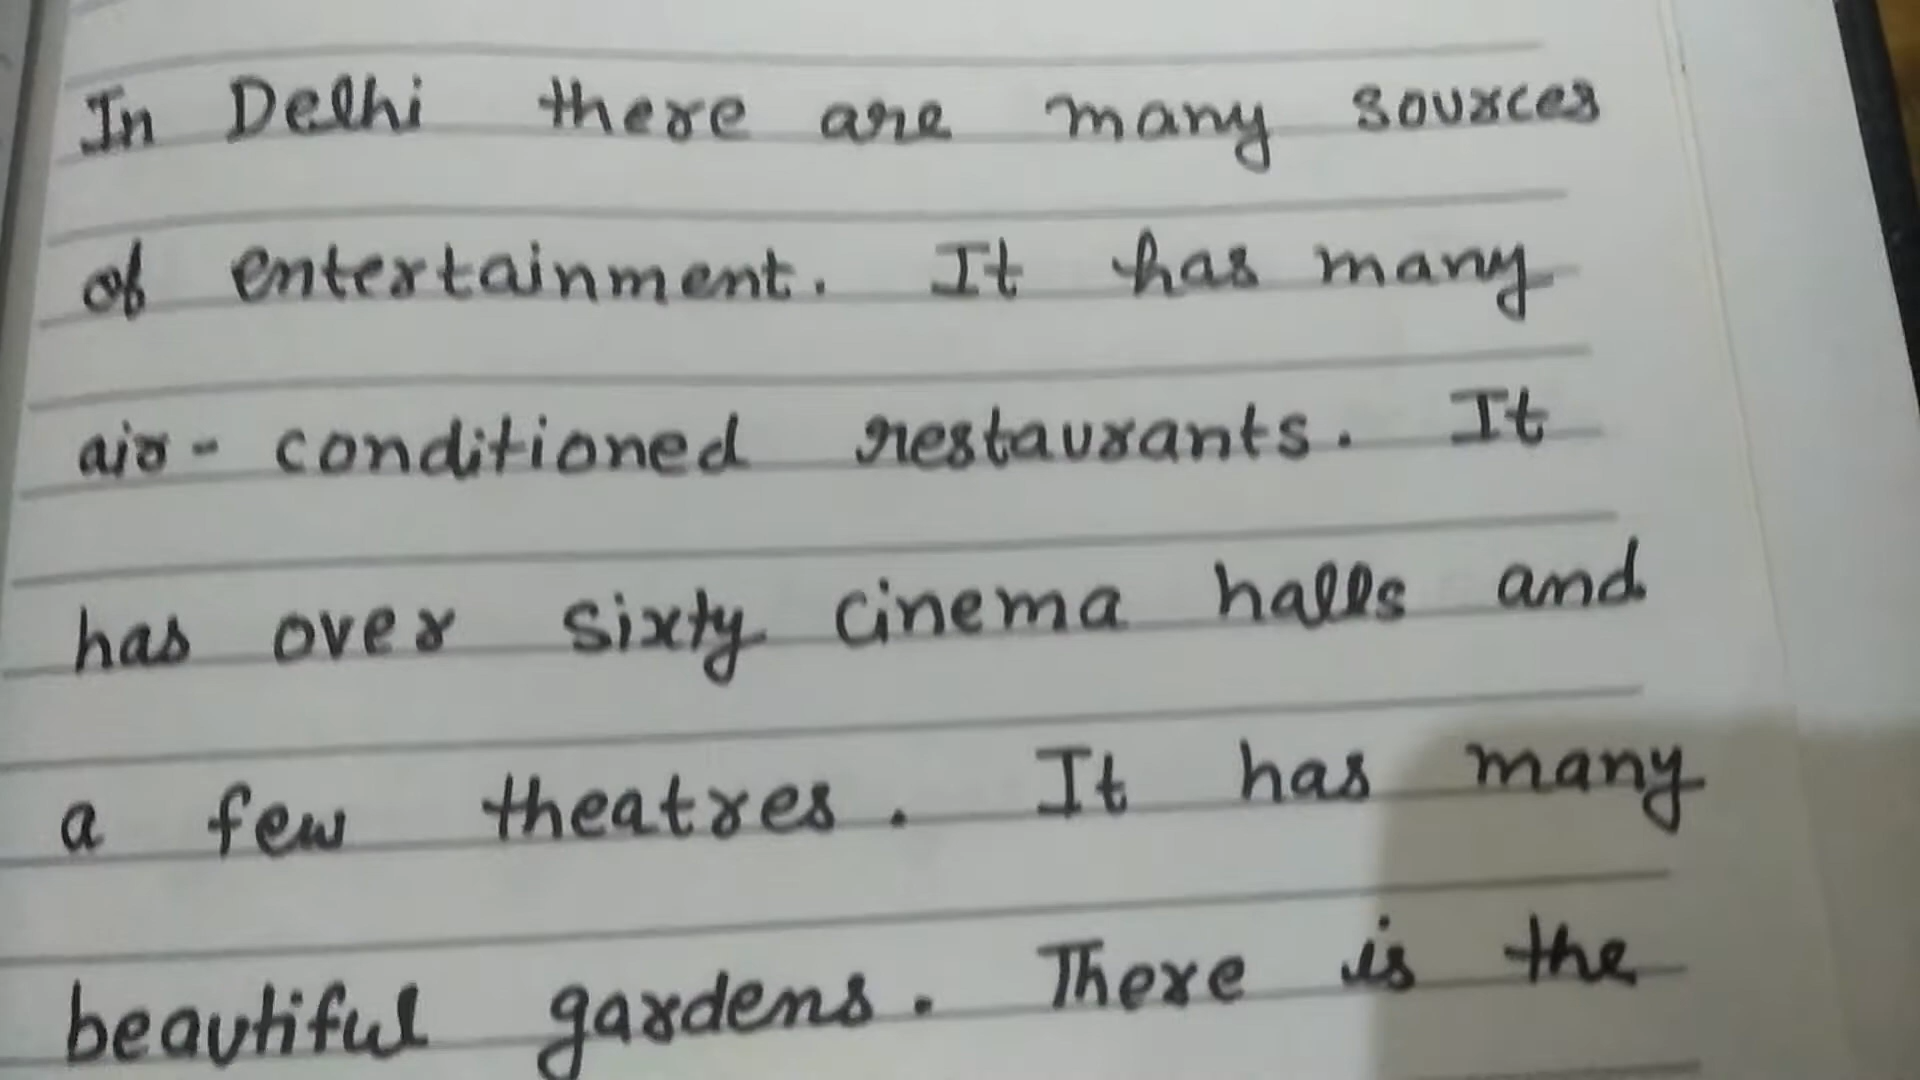 In Delhi there are many sources
of entertainment. It has many
air-conditioned restaurants. It
has over sixty cinema halls and
a few theatres. It has many
beautiful gardens. There is the